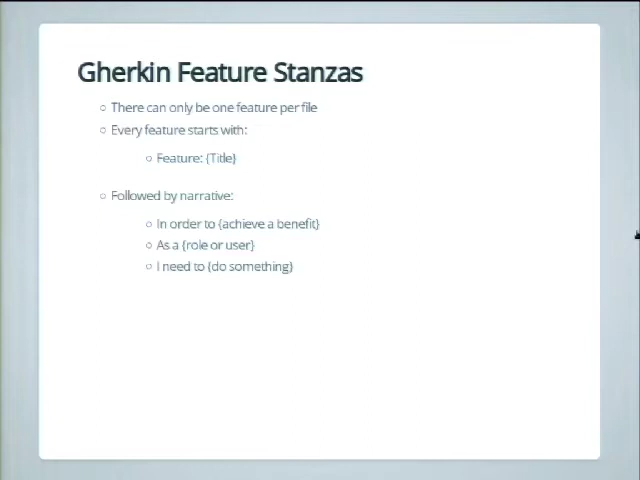 Gherkin Feature Stanzas
There can only be one feature per file
Every feature starts with:
Feature: {Title}
Followed by narrative:
In order to {achieve a benefit}
As a {role or user}
I need to {do something}